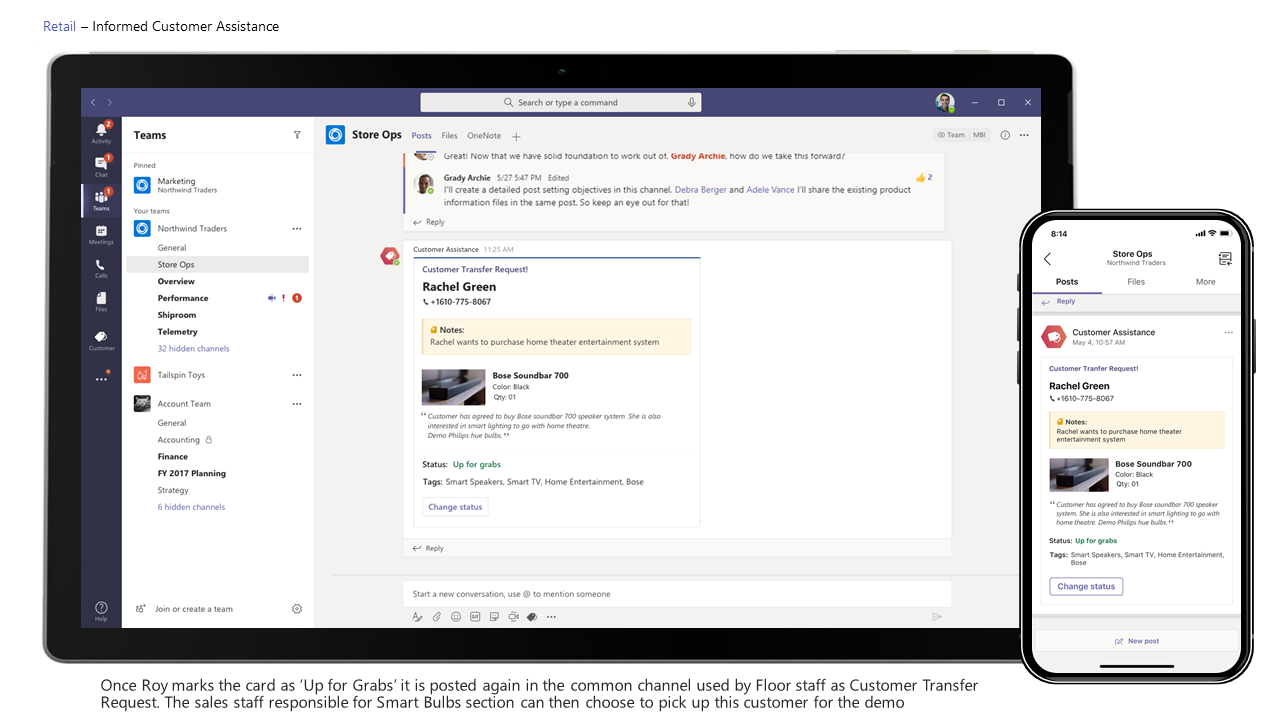 Retail – Informed Customer Assistance
Search or type a command
Activity
2
Chat
1
Teams
1
Meetings
Calls
Files
Customer
Help
Teams
Pinned
Marketing
Northwind Traders
Your teams
Northwind Traders
General
Store Ops
Overview
Performance
! 1
Shiproom
Telemetry
32 hidden channels
Tailspin Toys
Account Team
General
Accounting
Finance
FY 2017 Planning
Strategy
6 hidden channels
Join or create a team
Store Ops Posts Files OneNote +
Team MBI
Great! Now that we have solid foundation to work out of, Grady Archie, how do we take this forward?
Grady Archie 5/27 5:47 PM Edited
2
I'll create a detailed post setting objectives in this channel. Debra Berger and Adele Vance I'll share the existing product
information files in the same post. So keep an eye out for that!
Reply
Customer Assistance 11:25 AM
Customer Transfer Request!
Rachel Green
+1610-775-8067
Notes:
Rachel wants to purchase home theater entertainment system
Bose Soundbar 700
Color: Black
Qty: 01
“ Customer has agreed to buy Bose soundbar 700 speaker system. She is also
interested in smart lighting to go with home theatre.
Demo Philips hue bulbs. ”
Status: Up for grabs
Tags: Smart Speakers, Smart TV, Home Entertainment, Bose
Change status
Reply
Start a new conversation, use @ to mention someone
GIF
8:14
Store Ops
Northwind Traders
Posts Files More
Reply
Customer Assistance
May 4, 10:57 AM
Customer Tranfer Request!
Rachel Green
+1610-775-8067
Notes:
Rachel wants to purchase home theater
entertainment system
Bose Soundbar 700
Color: Black
Qty: 01
“ Customer has agreed to buy Bose soundbar 700 speaker
system. She is also interested in smart lighting to go with
home theatre. Demo Philips hue bulbs. ”
Status: Up for grabs
Tags: Smart Speakers, Smart TV, Home Entertainment,
Bose
Change status
New post
Once Roy marks the card as ‘Up for Grabs’ it is posted again in the common channel used by Floor staff as Customer Transfer
Request. The sales staff responsible for Smart Bulbs section can then choose to pick up this customer for the demo